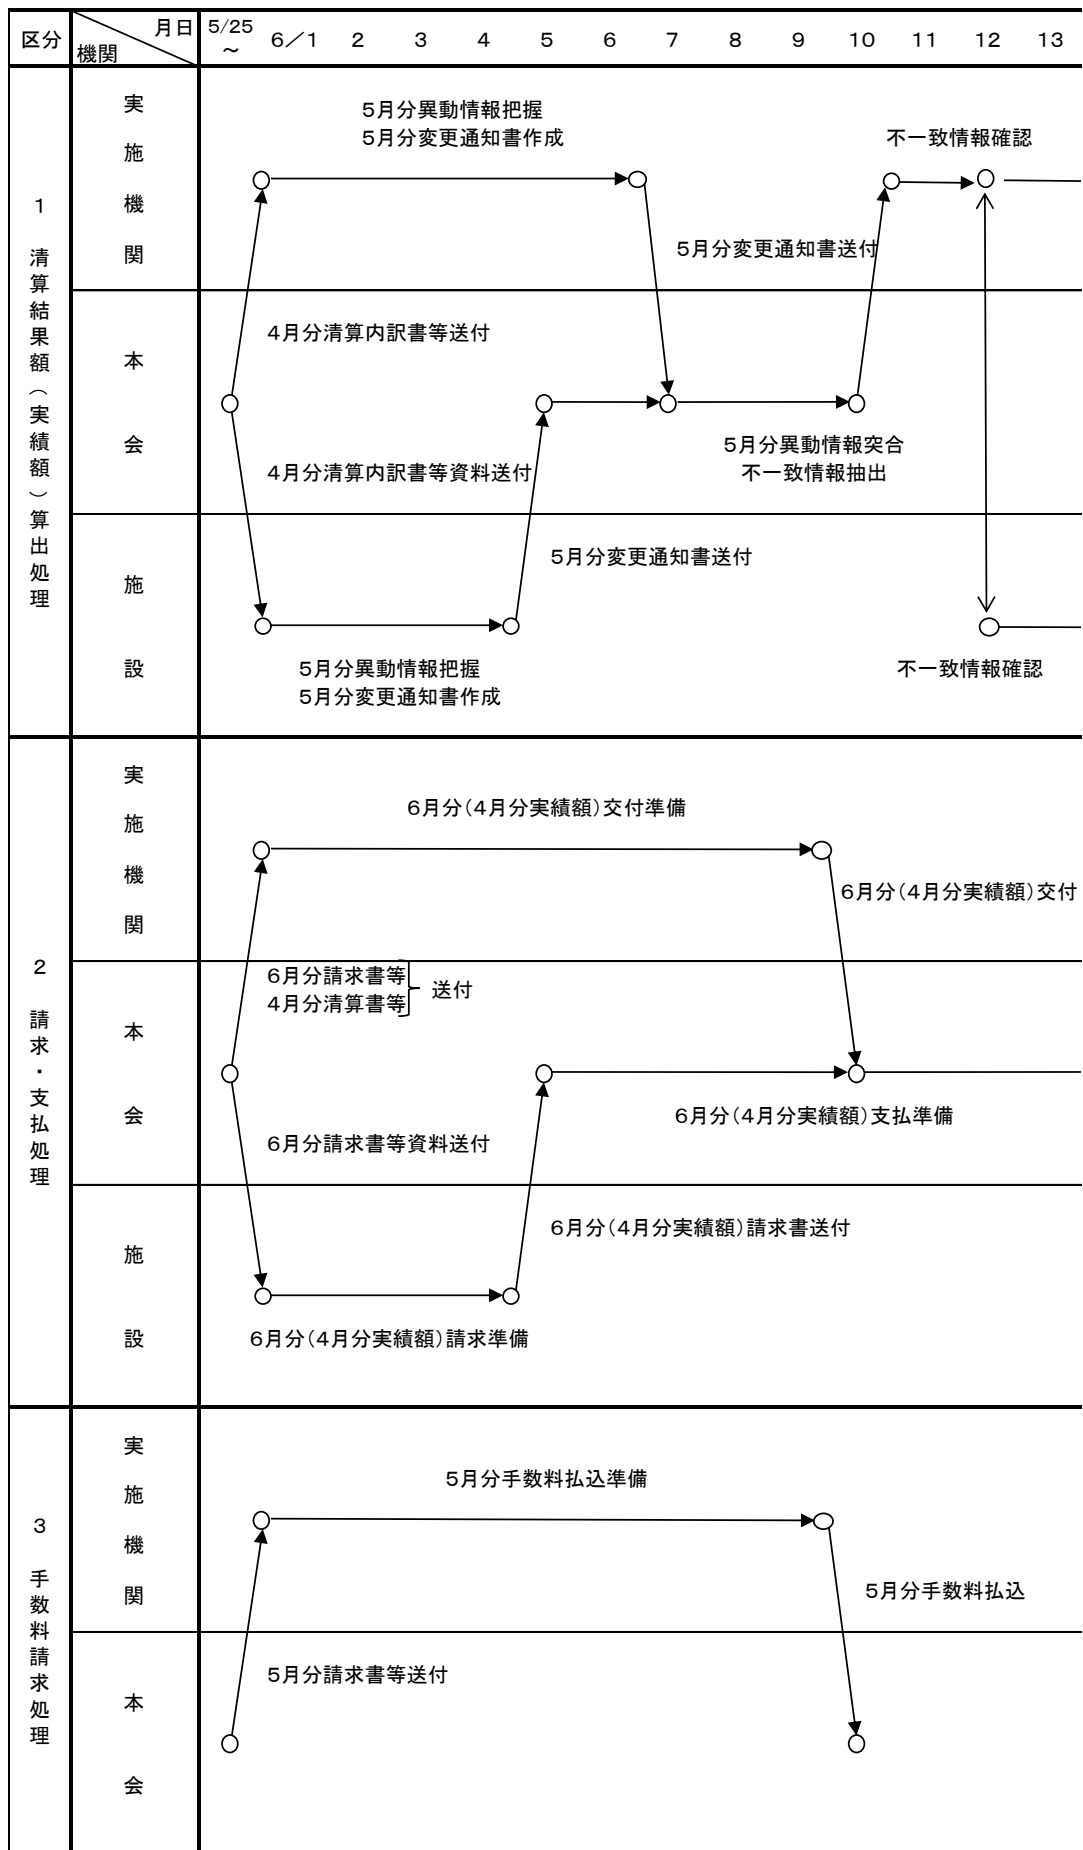 区分
月日
機関
5/25
～
6／1 2 3 4 5 6 7 8 9 10 11 12 13
1 清算結果額（実績額）算出処理
実施機関
5月分異動情報把握
5月分変更通知書作成
不一致情報確認
5月分変更通知書送付
本会
4月分清算内訳書等送付
5月分異動情報突合
不一致情報抽出
4月分清算内訳書等資料送付
施設
5月分変更通知書送付
5月分異動情報把握
5月分変更通知書作成
不一致情報確認
2 請求・支払処理
実施機関
6月分（4月分実績額）交付準備
6月分（4月分実績額）交付
本会
6月分請求書等
4月分清算書等
送付
6月分（4月分実績額）支払準備
6月分請求書等資料送付
施設
6月分（4月分実績額）請求書送付
6月分（4月分実績額）請求準備
3 手数料請求処理
実施機関
5月分手数料払込準備
5月分手数料払込
本会
5月分請求書等送付